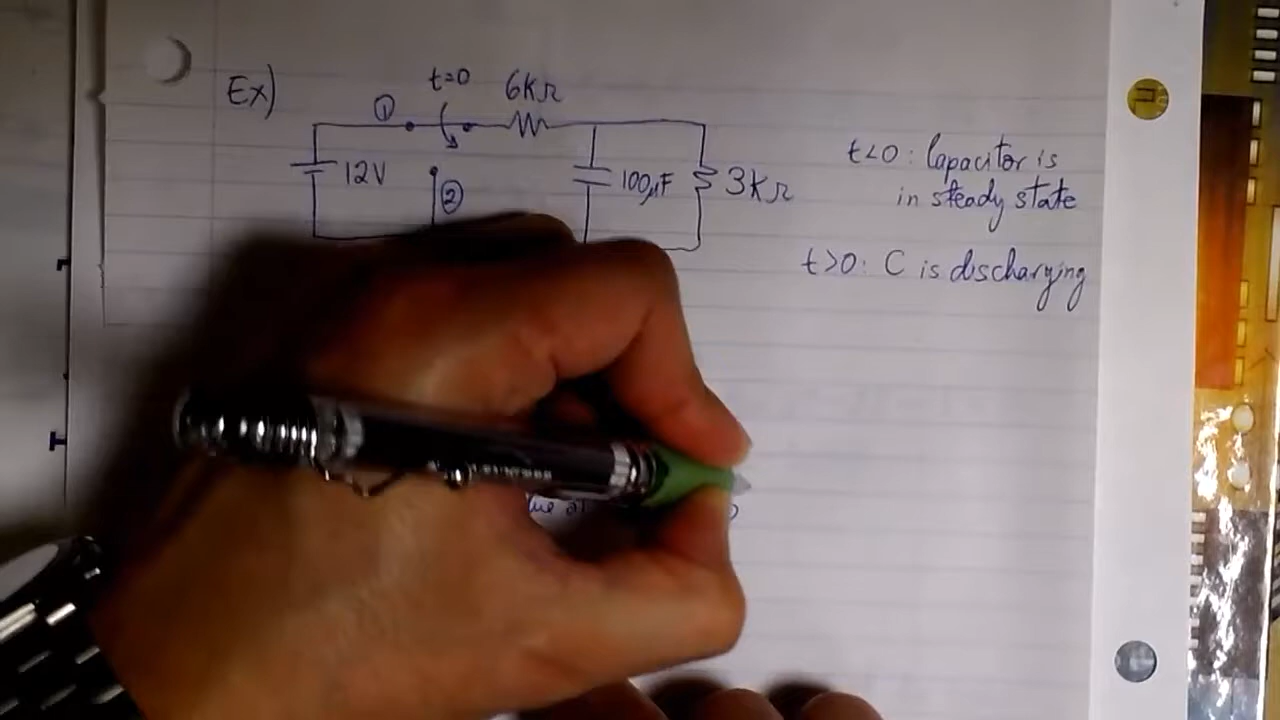 Ex)
t=0
6kΩ
①
12V
②
100μF
3kΩ
t<0: Capacitor is
in steady state
t>0: C is discharging